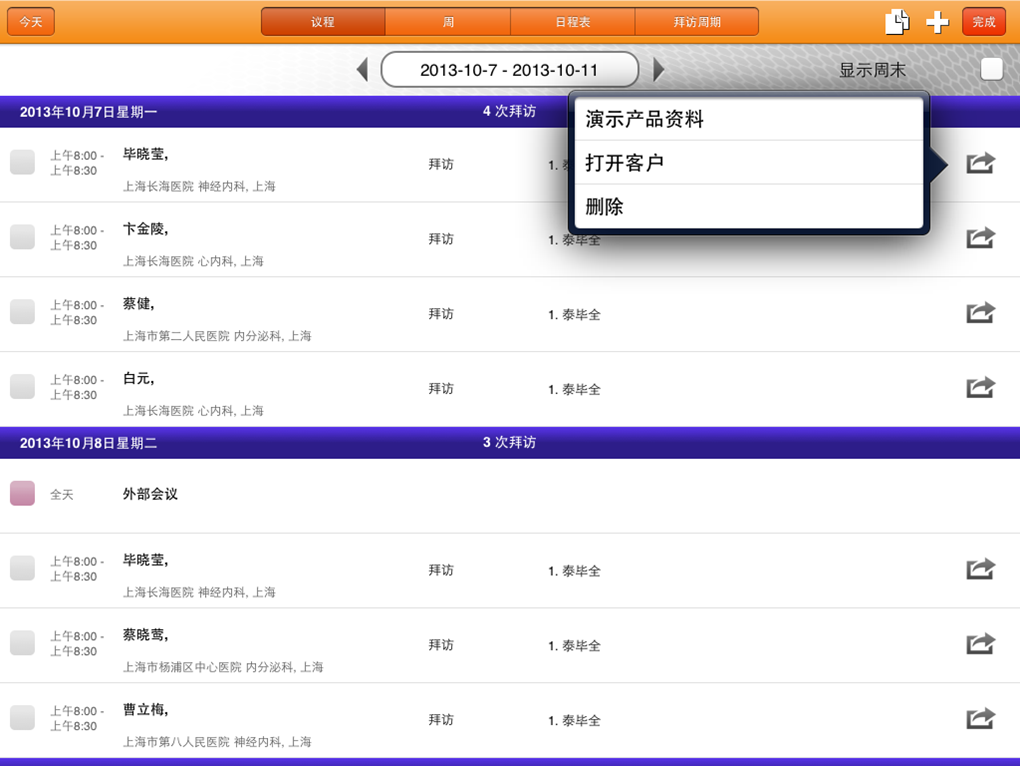 今天
议程
周
日程表
拜访周期
完成
2013-10-7 - 2013-10-11
显示周末
2013年10月7日星期一
4 次拜访
演示产品资料
打开客户
删除
上午8:00 -
上午8:30
毕晓莹,
上海长海医院 神经内科, 上海
拜访
1.
上午8:00 -
上午8:30
卞金陵,
上海长海医院 心内科, 上海
拜访
1. 泰毕全
上午8:00 -
上午8:30
蔡健,
上海市第二人民医院 内分泌科, 上海
拜访
1. 泰毕全
上午8:00 -
上午8:30
白元,
上海长海医院 心内科, 上海
拜访
1. 泰毕全
2013年10月8日星期二
3 次拜访
全天
外部会议
上午8:00 -
上午8:30
毕晓莹,
上海长海医院 神经内科, 上海
拜访
1. 泰毕全
上午8:00 -
上午8:30
蔡晓莺,
上海市杨浦区中心医院 内分泌科, 上海
拜访
1. 泰毕全
上午8:00 -
上午8:30
曹立梅,
上海市第八人民医院 神经内科, 上海
拜访
1. 泰毕全